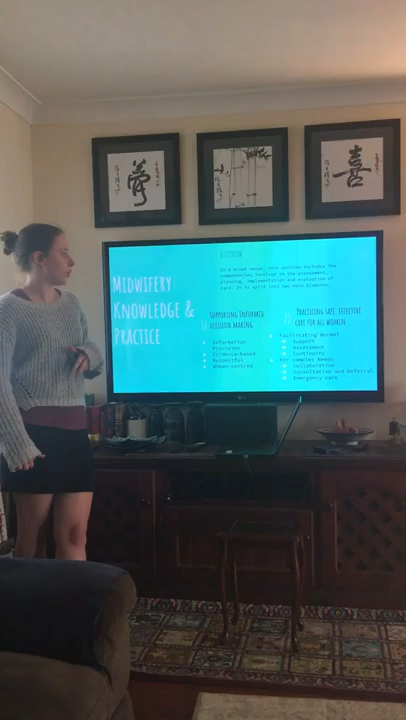 夢
喜
OVERVIEW
In a broad sense, this section includes the
competencies involved in the assessment,
planning, implementation and evaluation of
care. It is split into two main Elements:
MIDWIFERY
KNOWLEDGE &
PRACTICE
SUPPORTING INFORMED
DECISION MAKING
Information
Provision
Evidence-based
Respectful
Woman-centred
PRACTISING SAFE, EFFECTIVE
CARE FOR ALL WOMEN
Facilitating Normal
Support
Assessment
Continuity
For complex Needs
Collaboration
Consultation and Referral
Emergency Care
LG